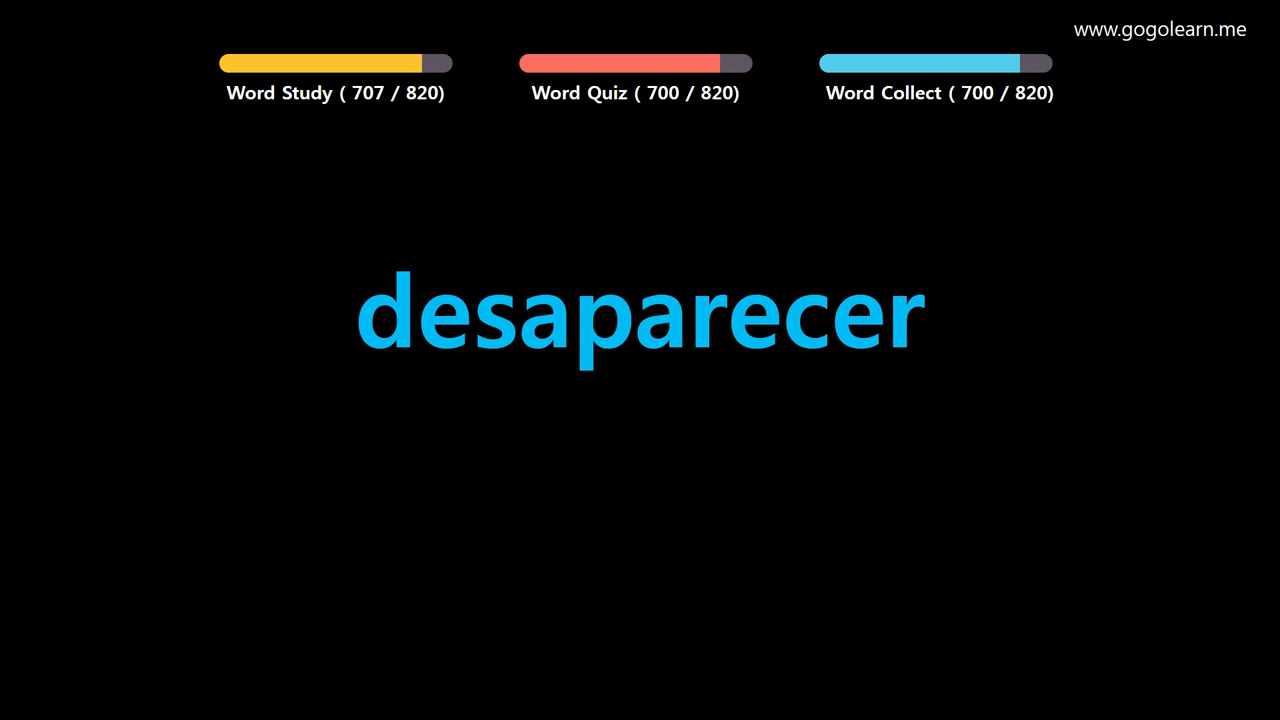 www.gogolearn.me
Word Study ( 707 / 820)
Word Quiz ( 700 / 820)
Word Collect ( 700 / 820)
desaparecer